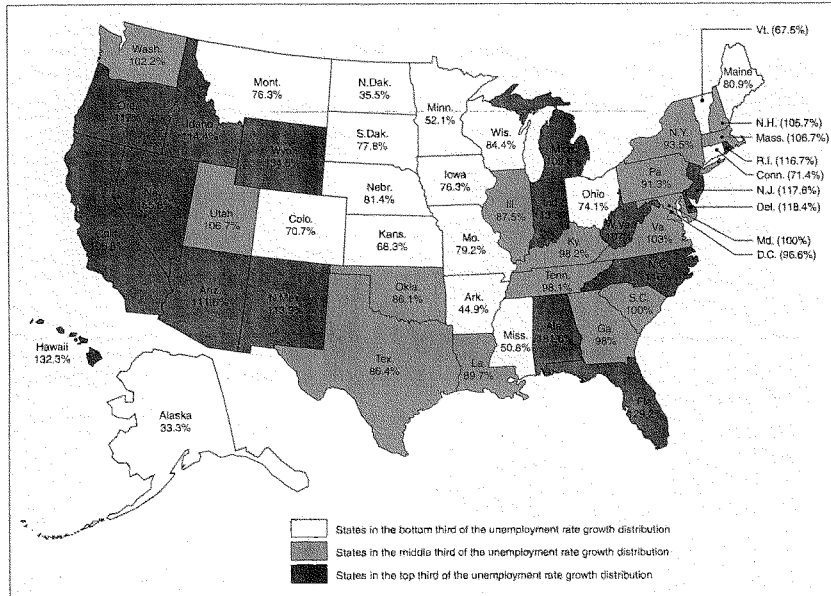 Vt. (67.5%)
Wash.
102.2%
Mont.
76.3%
N.Dak.
35.5%
Minn.
52.1%
Maine
80.9%
N.H. (105.7%)
Mass. (106.7%)
R.I. (116.7%)
Conn. (71.4%)
N.J. (117.8%)
Del. (118.4%)
Md. (100%)
D.C. (96.6%)
S.Dak.
77.8%
Wis.
84.4%
N.Y.
93.5%
Pa
91.3%
Nebr.
81.4%
Iowa
76.3%
Ill
87.5%
Ohio
74.1%
Utah
106.7%
Colo.
70.7%
Kans.
68.3%
Mo.
79.2%
Ky
98.2%
W.Va.
Va
103%
Ariz.
N.Mex.
Okla.
86.1%
Ark.
44.9%
Tenn.
98.1%
S.C.
100%
Tex.
86.4%
La
89.7%
Miss.
50.8%
Ga
98%
Hawaii
132.3%
Alaska
33.3%
States in the bottom third of the unemployment rate growth distribution
States in the middle third of the unemployment rate growth distribution
States in the top third of the unemployment rate growth distribution